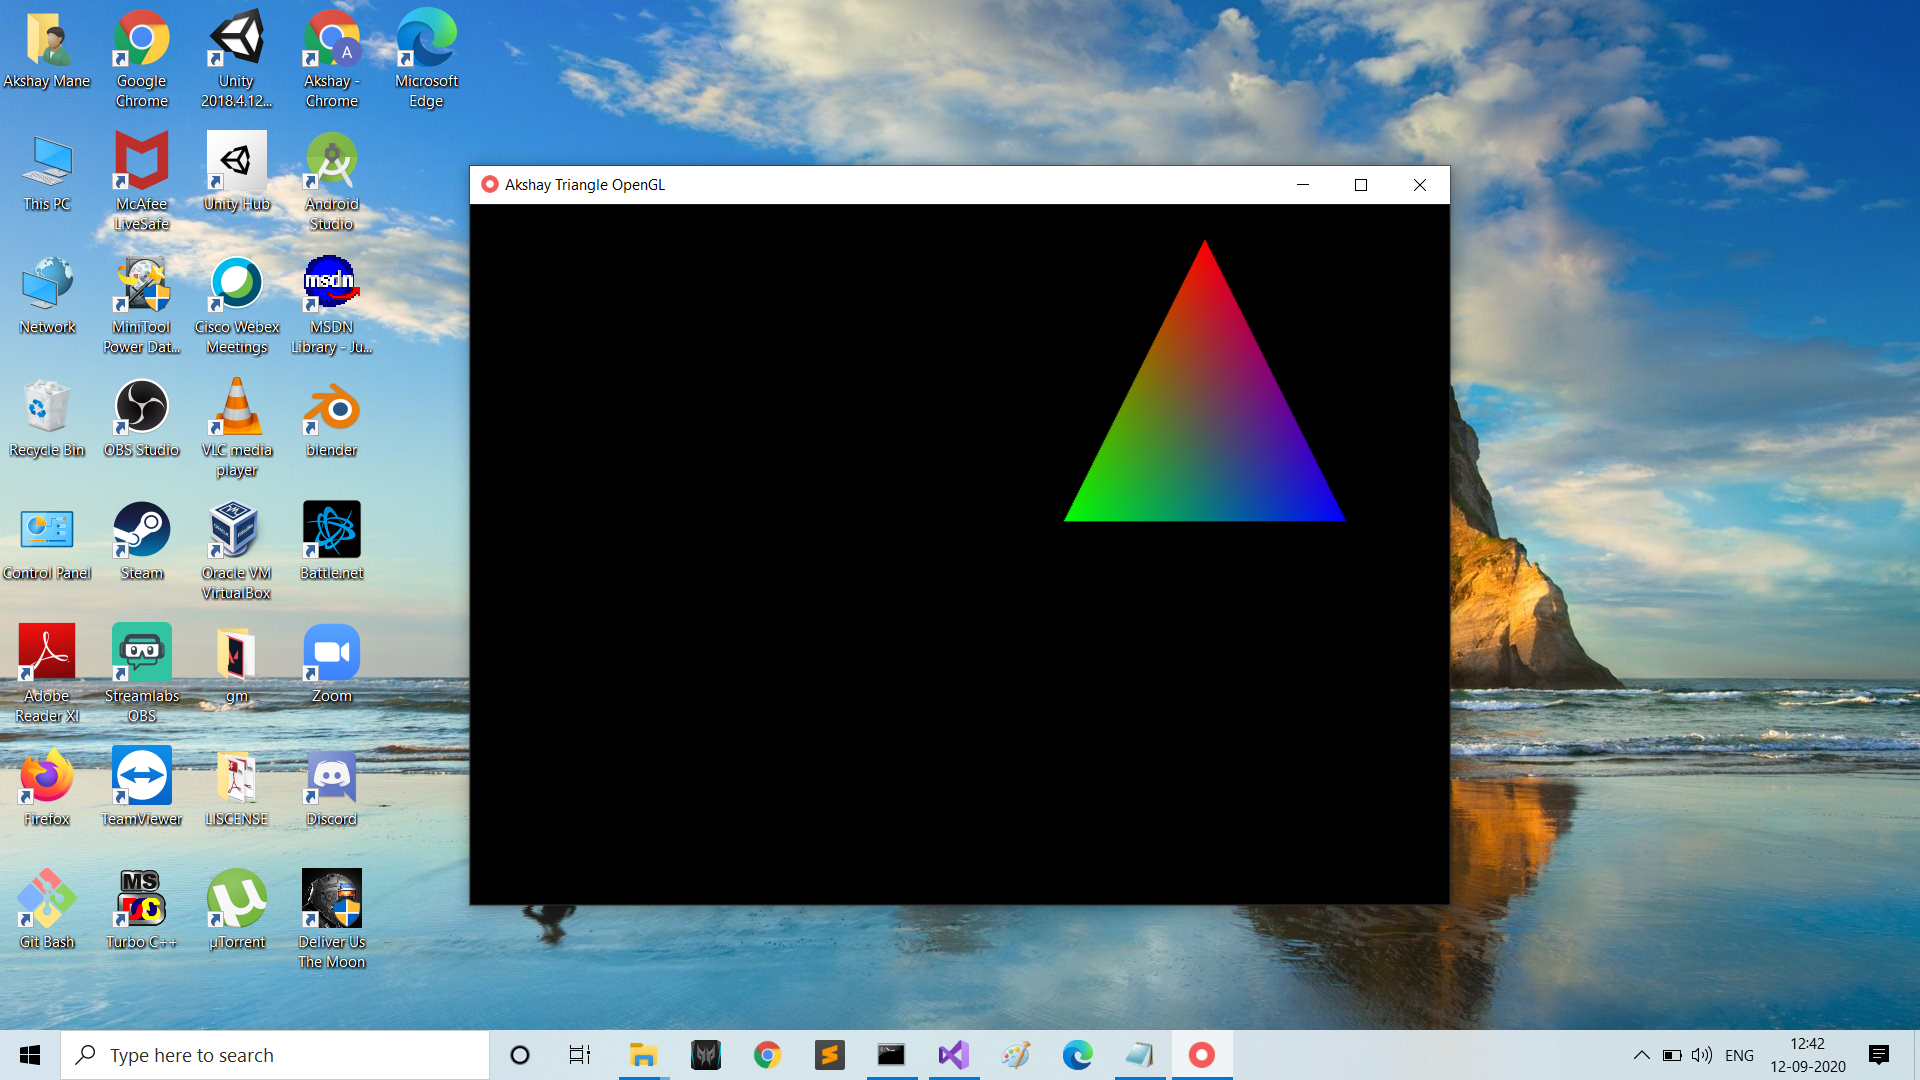 Akshay Mane
Google
Chrome
Unity
2018.4.12...
A
Akshay -
Chrome
Microsoft
Edge
This PC
McAfee
LiveSafe
Unity Hub
Android
Studio
Network
MiniTool
Power Dat...
Cisco Webex
Meetings
msdn
MSDN
Library - Ju...
Recycle Bin
OBS Studio
VLC media
player
blender
Control Panel
Steam
Oracle VM
VirtualBox
Battle.net
Adobe
Reader XI
Streamlabs
OBS
gm
Zoom
Firefox
TeamViewer
LISCENSE
Discord
Git Bash
MS
Turbo C++
µTorrent
Deliver Us
The Moon
Akshay Triangle OpenGL
Type here to search
ENG
12:42
12-09-2020